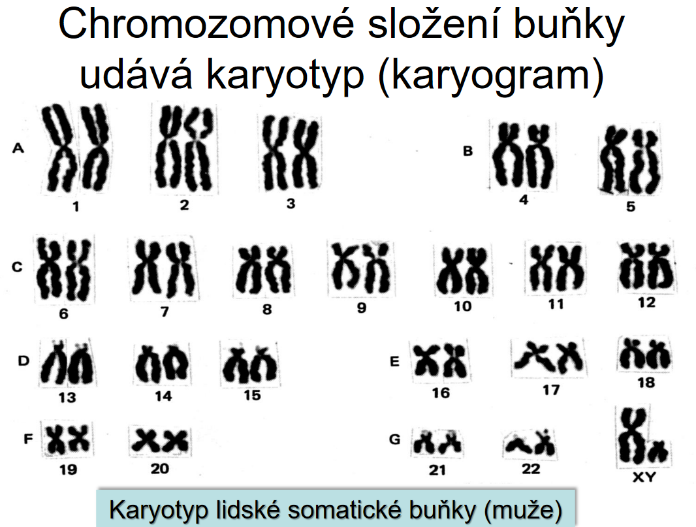 Chromozomové složení buňky
udává karyotyp (karyogram)
A
1
2
3
B
4
5
C
6
7
8
9
10
11
12
D
13
14
15
E
16
17
18
F
19
20
G
21
22
XY
Karyotyp lidské somatické buňky (muže)